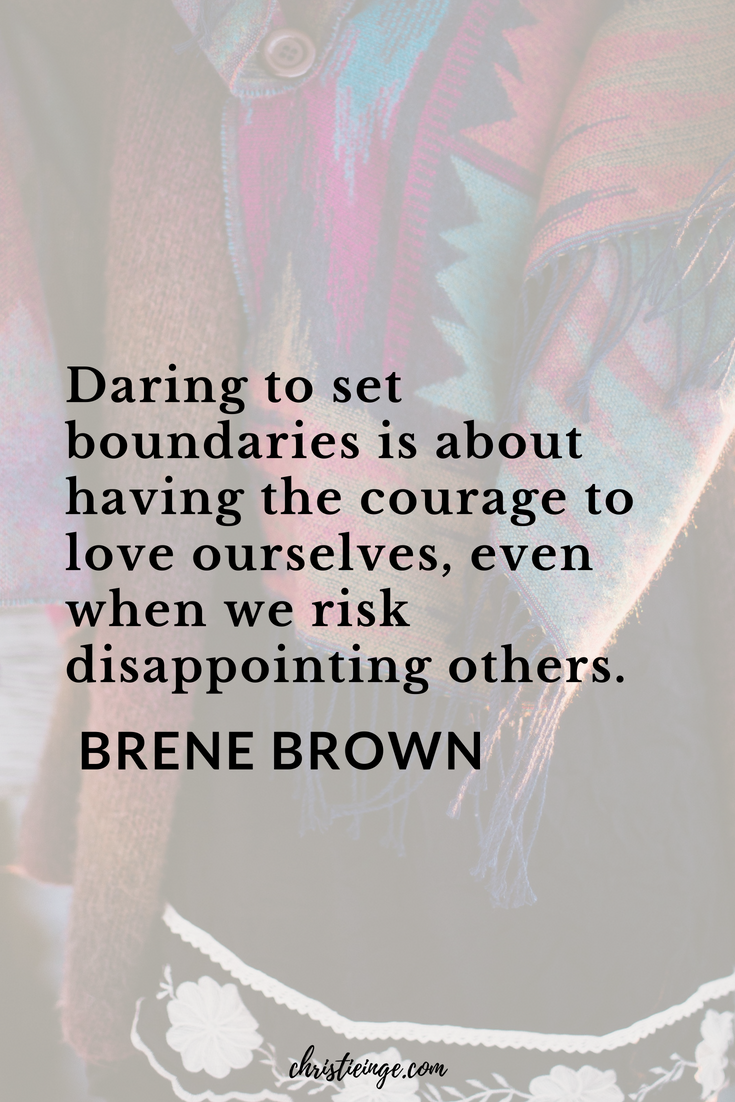 Daring to set
boundaries is about
having the courage to
love ourselves, even
when we risk
disappointing others.
BRENE BROWN
christieinge.com